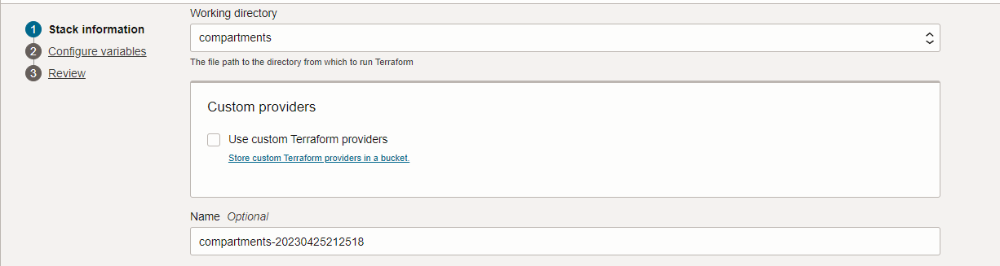 1 Stack information
2 Configure variables
3 Review
Working directory
compartments
The file path to the directory from which to run Terraform
Custom providers
Use custom Terraform providers
Store custom Terraform providers in a bucket.
Name Optional
compartments-20230425212518